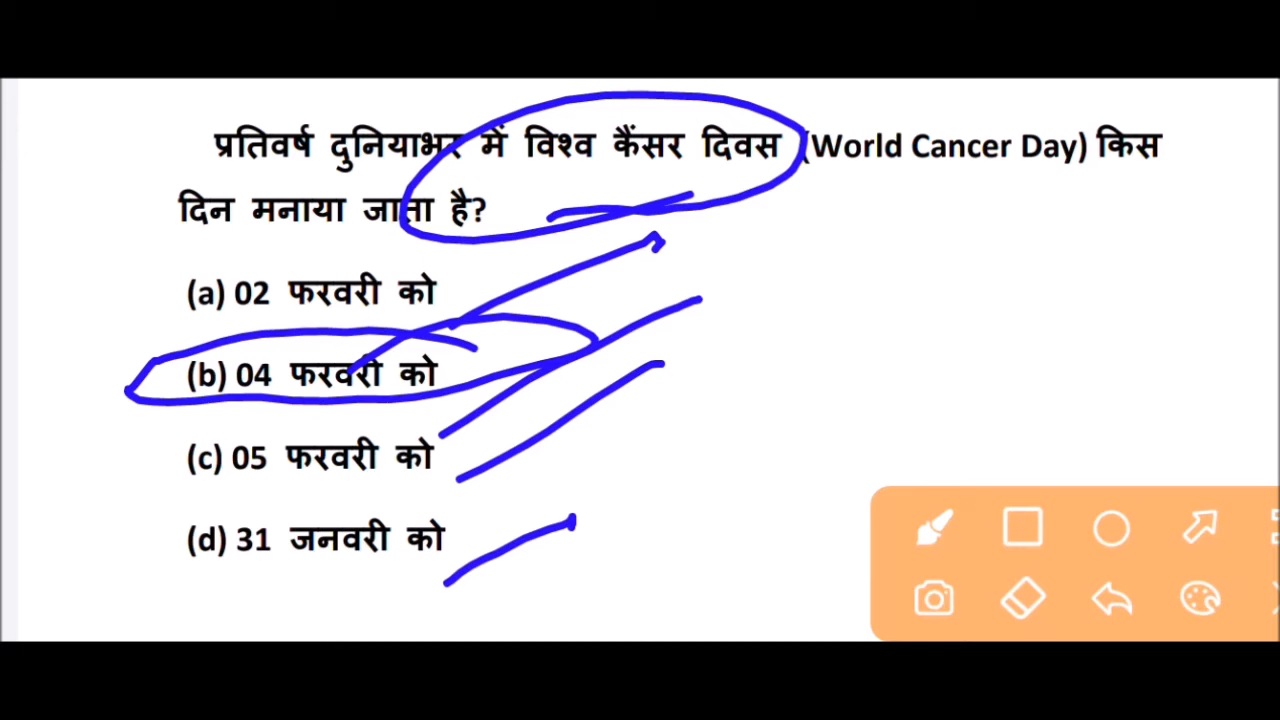 प्रतिवर्ष दुनियाभर में विश्व कैंसर दिवस (World Cancer Day) किस
दिन मनाया जाता है?
(a) 02 फरवरी को
(b) 04 फरवरी को
(c) 05 फरवरी को
(d) 31 जनवरी को